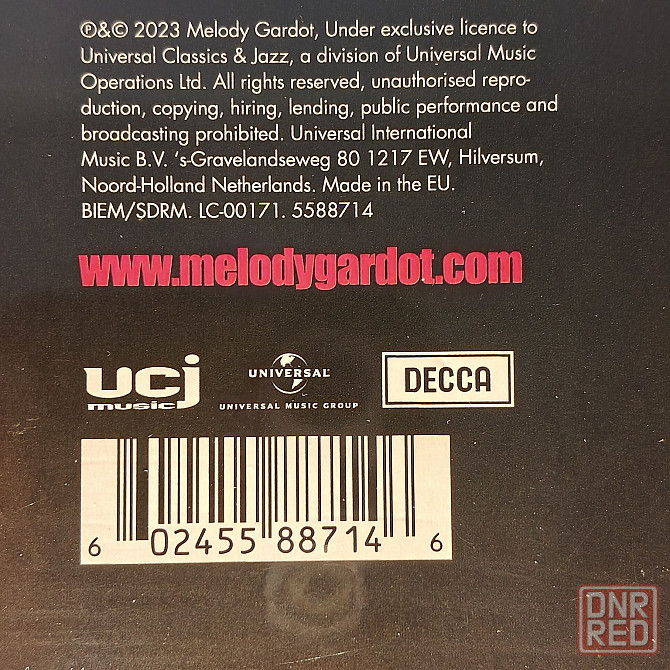 ℗&© 2023 Melody Gardot, Under exclusive licence to
Universal Classics & Jazz, a division of Universal Music
Operations Ltd. All rights reserved, unauthorised repro-
duction, copying, hiring, lending, public performance and
broadcasting prohibited. Universal International
Music B.V. 's-Gravelandseweg 80 1217 EW, Hilversum,
Noord-Holland Netherlands. Made in the EU.
BIEM/SDRM. LC-00171. 5588714
www.melodygardot.com
ucj
music
UNIVERSAL
UNIVERSAL MUSIC GROUP
DECCA
6 02455 88714 6
DNR
RED